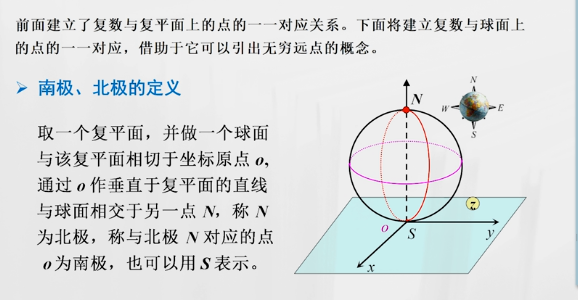 前面建立了复数与复平面上的点的一一对应关系。下面将建立复数与球面上
的点的一一对应，借助于它可以引出无穷远点的概念。
➢ 南极、北极的定义
取一个复平面，并做一个球面
与该复平面相切于坐标原点 o,
通过 o 作垂直于复平面的直线
与球面相交于另一点 N，称 N
为北极，称与北极 N 对应的点
o 为南极，也可以用 S 表示。
N
N
W
E
S
z
o
S
y
x